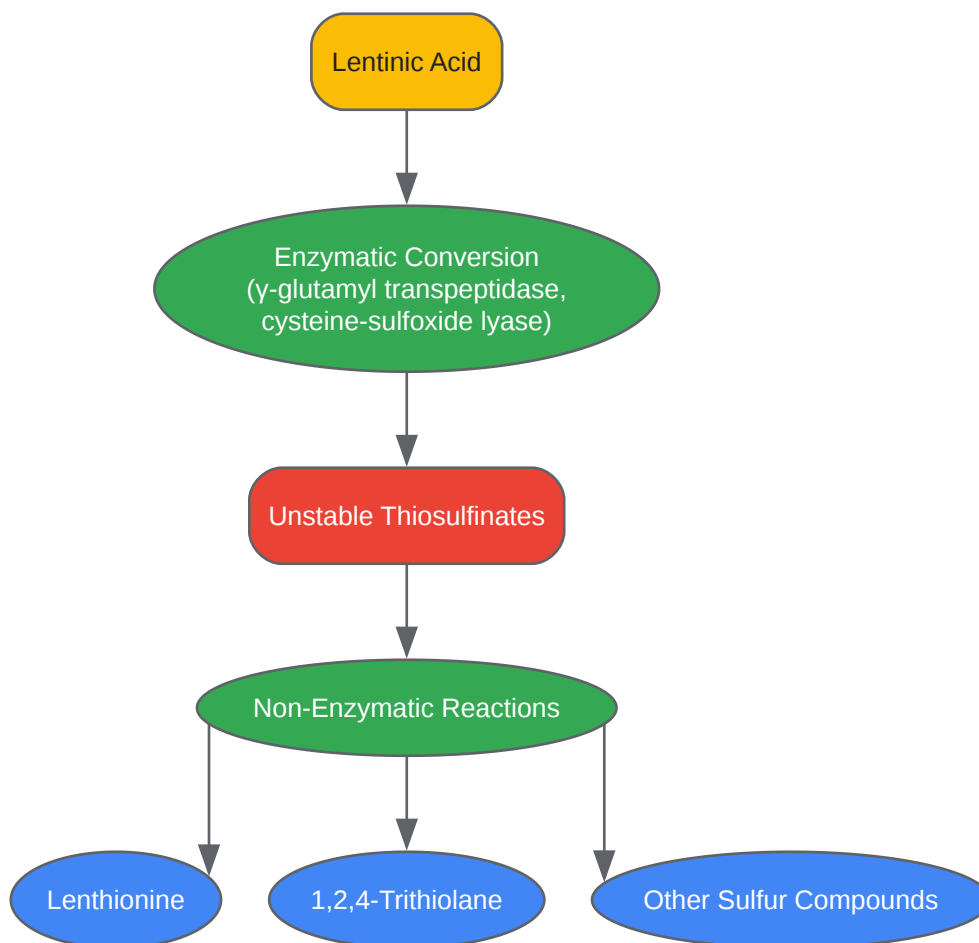 Lentinic Acid
Enzymatic Conversion
(γ-glutamyl transpeptidase,
cysteine-sulfoxide lyase)
Unstable Thiosulfinates
Non-Enzymatic Reactions
Lenthionine
1,2,4-Trithiolane
Other Sulfur Compounds